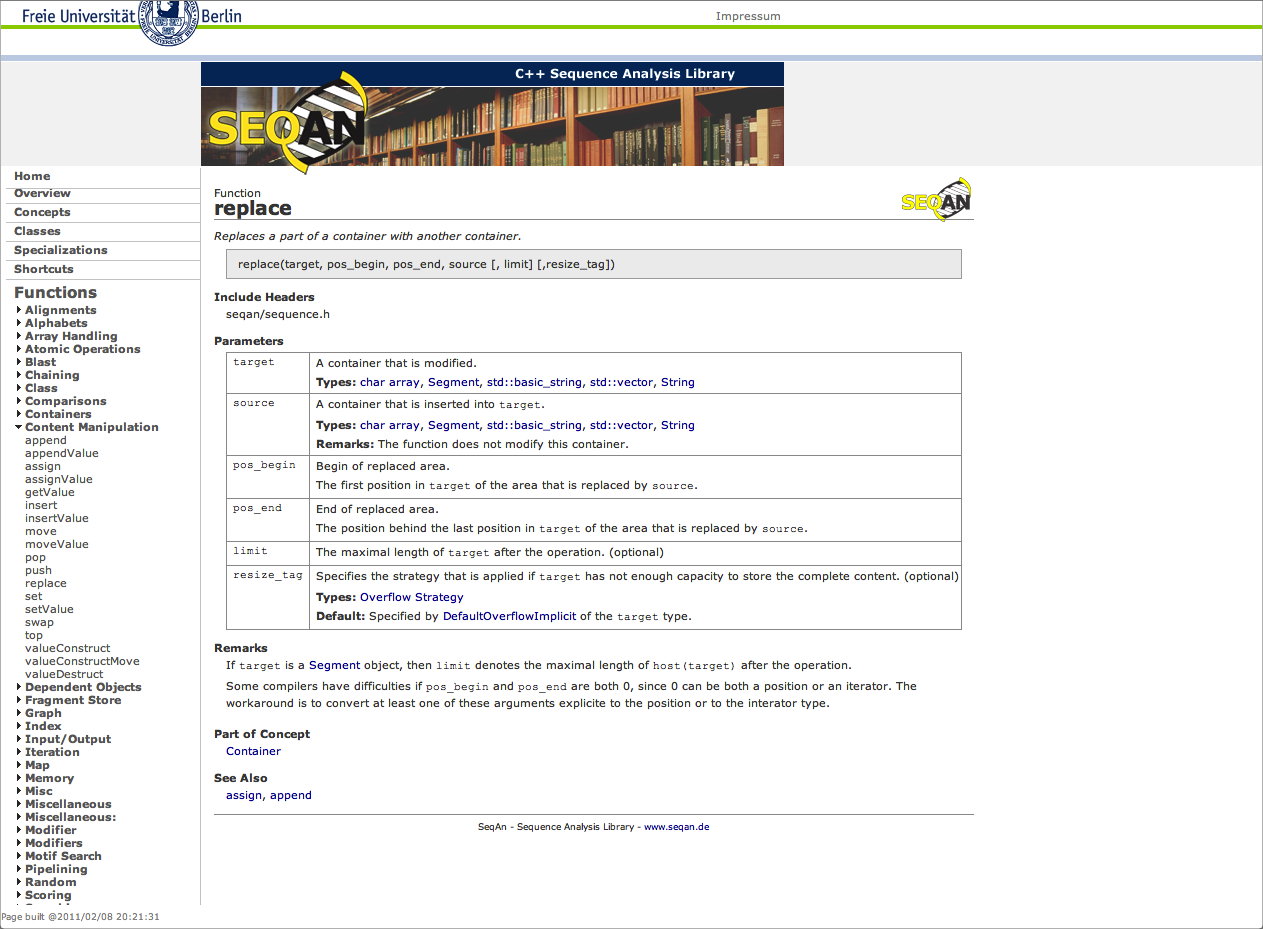 Freie Universität Berlin
Impressum
C++ Sequence Analysis Library
SEQAN
Home
Overview
Concepts
Classes
Specializations
Shortcuts
Functions
Alignments
Alphabets
Array Handling
Atomic Operations
Blast
Chaining
Class
Comparisons
Containers
Content Manipulation
append
appendValue
assign
assignValue
getValue
insert
insertValue
move
moveValue
pop
push
replace
set
setValue
swap
top
valueConstruct
valueConstructMove
valueDestruct
Dependent Objects
Fragment Store
Graph
Index
Input/Output
Iteration
Map
Memory
Misc
Miscellaneous
Miscellaneous:
Modifier
Modifiers
Motif Search
Pipelining
Random
Scoring
Page built @2011/02/08 20:21:31
Function
replace
SEQAN
Replaces a part of a container with another container.
replace(target, pos_begin, pos_end, source [, limit] [,resize_tag])
Include Headers
seqan/sequence.h
Parameters
target
A container that is modified.
Types: char array, Segment, std::basic_string, std::vector, String
source
A container that is inserted into target.
Types: char array, Segment, std::basic_string, std::vector, String
Remarks: The function does not modify this container.
pos_begin
Begin of replaced area.
The first position in target of the area that is replaced by source.
pos_end
End of replaced area.
The position behind the last position in target of the area that is replaced by source.
limit
The maximal length of target after the operation. (optional)
resize_tag
Specifies the strategy that is applied if target has not enough capacity to store the complete content. (optional)
Types: Overflow Strategy
Default: Specified by DefaultOverflowImplicit of the target type.
Remarks
If target is a Segment object, then limit denotes the maximal length of host(target) after the operation.
Some compilers have difficulties if pos_begin and pos_end are both 0, since 0 can be both a position or an iterator. The
workaround is to convert at least one of these arguments explicite to the position or to the interator type.
Part of Concept
Container
See Also
assign, append
SeqAn - Sequence Analysis Library - www.seqan.de